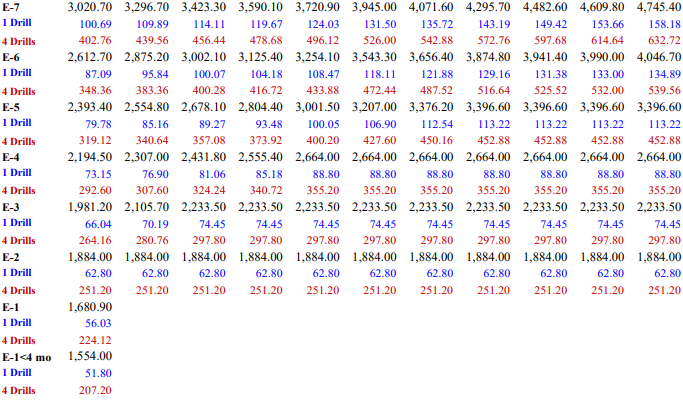 E-7 3,020.70 3,296.70 3,423.30 3,590.10 3,720.90 3,945.00 4,071.60 4,295.70 4,482.60 4,609.80 4,745.40
1 Drill 100.69 109.89 114.11 119.67 124.03 131.50 135.72 143.19 149.42 153.66 158.18
4 Drills 402.76 439.56 456.44 478.68 496.12 526.00 542.88 572.76 597.68 614.64 632.72
E-6 2,612.70 2,875.20 3,002.10 3,125.40 3,254.10 3,543.30 3,656.40 3,874.80 3,941.40 3,990.00 4,046.70
1 Drill 87.09 95.84 100.07 104.18 108.47 118.11 121.88 129.16 131.38 133.00 134.89
4 Drills 348.36 383.36 400.28 416.72 433.88 472.44 487.52 516.64 525.52 532.00 539.56
E-5 2,393.40 2,554.80 2,678.10 2,804.40 3,001.50 3,207.00 3,376.20 3,396.60 3,396.60 3,396.60 3,396.60
1 Drill 79.78 85.16 89.27 93.48 100.05 106.90 112.54 113.22 113.22 113.22 113.22
4 Drills 319.12 340.64 357.08 373.92 400.20 427.60 450.16 452.88 452.88 452.88 452.88
E-4 2,194.50 2,307.00 2,431.80 2,555.40 2,664.00 2,664.00 2,664.00 2,664.00 2,664.00 2,664.00 2,664.00
1 Drill 73.15 76.90 81.06 85.18 88.80 88.80 88.80 88.80 88.80 88.80 88.80
4 Drills 292.60 307.60 324.24 340.72 355.20 355.20 355.20 355.20 355.20 355.20 355.20
E-3 1,981.20 2,105.70 2,233.50 2,233.50 2,233.50 2,233.50 2,233.50 2,233.50 2,233.50 2,233.50 2,233.50
1 Drill 66.04 70.19 74.45 74.45 74.45 74.45 74.45 74.45 74.45 74.45 74.45
4 Drills 264.16 280.76 297.80 297.80 297.80 297.80 297.80 297.80 297.80 297.80 297.80
E-2 1,884.00 1,884.00 1,884.00 1,884.00 1,884.00 1,884.00 1,884.00 1,884.00 1,884.00 1,884.00 1,884.00
1 Drill 62.80 62.80 62.80 62.80 62.80 62.80 62.80 62.80 62.80 62.80 62.80
4 Drills 251.20 251.20 251.20 251.20 251.20 251.20 251.20 251.20 251.20 251.20 251.20
E-1 1,680.90
1 Drill 56.03
4 Drills 224.12
E-1<4 mo 1,554.00
1 Drill 51.80
4 Drills 207.20